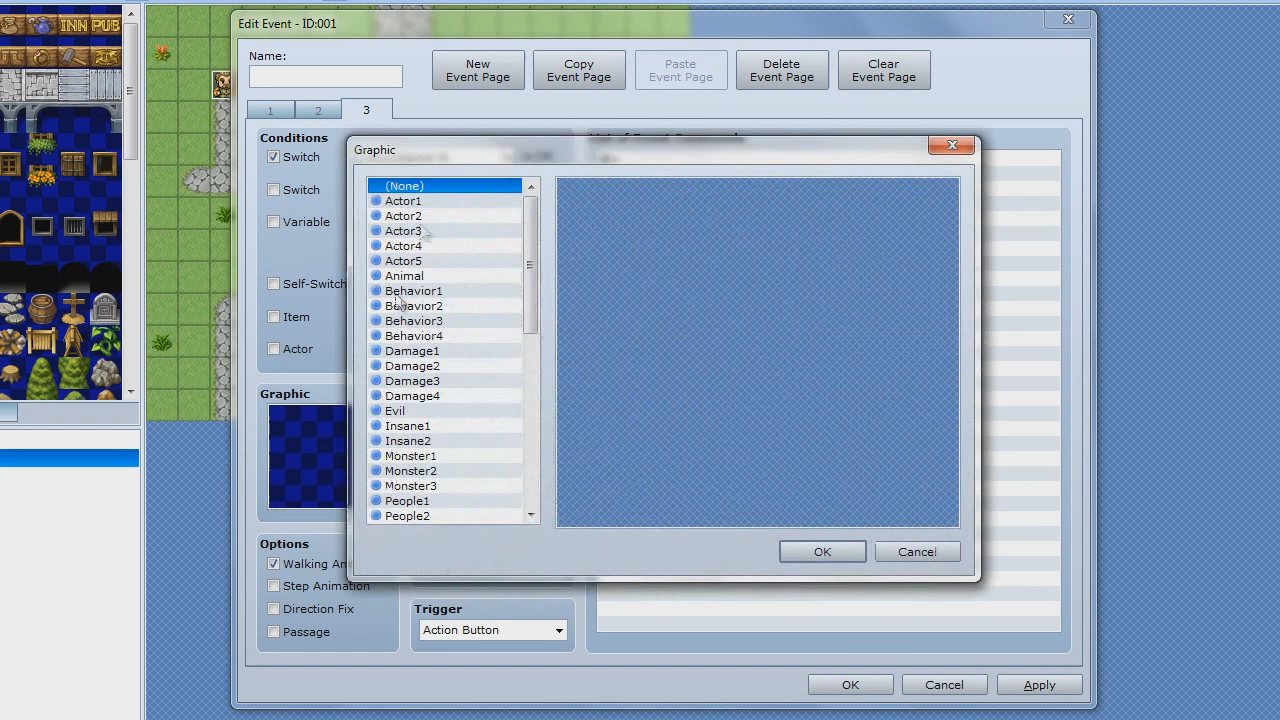 INN PUB
Edit Event - ID:001
Name:
New
Event Page
Copy
Event Page
Paste
Event Page
Delete
Event Page
Clear
Event Page
1
2
3
Conditions
Switch
Switch
Variable
Self-Switch
Item
Actor
Graphic
Options
Walking An
Step Animation
Direction Fix
Passage
Trigger
Action Button
Graphic
(None)
Actor1
Actor2
Actor3
Actor4
Actor5
Animal
Behavior1
Behavior2
Behavior3
Behavior4
Damage1
Damage2
Damage3
Damage4
Evil
Insane1
Insane2
Monster1
Monster2
Monster3
People1
People2
OK
Cancel
OK
Cancel
Apply